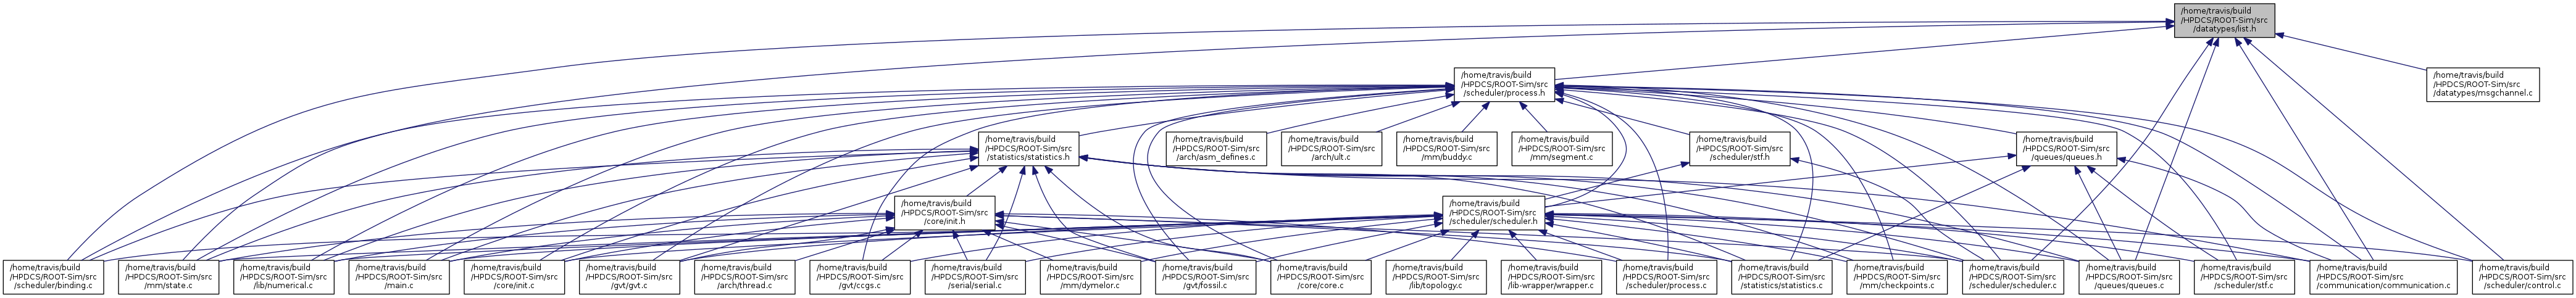 /home/travis/build
/HPDCS/ROOT-Sim/src
/datatypes/list.h
/home/travis/build
/HPDCS/ROOT-Sim/src
/scheduler/process.h
/home/travis/build
/HPDCS/ROOT-Sim/src
/datatypes/msgchannel.c
/home/travis/build
/HPDCS/ROOT-Sim/src
/statistics/statistics.h
/home/travis/build
/HPDCS/ROOT-Sim/src
/arch/asm_defines.c
/home/travis/build
/HPDCS/ROOT-Sim/src
/arch/ult.c
/home/travis/build
/HPDCS/ROOT-Sim/src
/mm/buddy.c
/home/travis/build
/HPDCS/ROOT-Sim/src
/mm/segment.c
/home/travis/build
/HPDCS/ROOT-Sim/src
/scheduler/stf.h
/home/travis/build
/HPDCS/ROOT-Sim/src
/queues/queues.h
/home/travis/build
/HPDCS/ROOT-Sim/src
/core/init.h
/home/travis/build
/HPDCS/ROOT-Sim/src
/scheduler/scheduler.h
/home/travis/build
/HPDCS/ROOT-Sim/src
/scheduler/binding.c
/home/travis/build
/HPDCS/ROOT-Sim/src
/mm/state.c
/home/travis/build
/HPDCS/ROOT-Sim/src
/lib/numerical.c
/home/travis/build
/HPDCS/ROOT-Sim/src
/main.c
/home/travis/build
/HPDCS/ROOT-Sim/src
/core/init.c
/home/travis/build
/HPDCS/ROOT-Sim/src
/gvt/gvt.c
/home/travis/build
/HPDCS/ROOT-Sim/src
/arch/thread.c
/home/travis/build
/HPDCS/ROOT-Sim/src
/gvt/ccgs.c
/home/travis/build
/HPDCS/ROOT-Sim/src
/serial/serial.c
/home/travis/build
/HPDCS/ROOT-Sim/src
/mm/dymelor.c
/home/travis/build
/HPDCS/ROOT-Sim/src
/gvt/fossil.c
/home/travis/build
/HPDCS/ROOT-Sim/src
/core/core.c
/home/travis/build
/HPDCS/ROOT-Sim/src
/lib/topology.c
/home/travis/build
/HPDCS/ROOT-Sim/src
/lib-wrapper/wrapper.c
/home/travis/build
/HPDCS/ROOT-Sim/src
/scheduler/process.c
/home/travis/build
/HPDCS/ROOT-Sim/src
/statistics/statistics.c
/home/travis/build
/HPDCS/ROOT-Sim/src
/mm/checkpoints.c
/home/travis/build
/HPDCS/ROOT-Sim/src
/scheduler/scheduler.c
/home/travis/build
/HPDCS/ROOT-Sim/src
/queues/queues.c
/home/travis/build
/HPDCS/ROOT-Sim/src
/scheduler/stf.c
/home/travis/build
/HPDCS/ROOT-Sim/src
/communication/communication.c
/home/travis/build
/HPDCS/ROOT-Sim/src
/scheduler/control.c